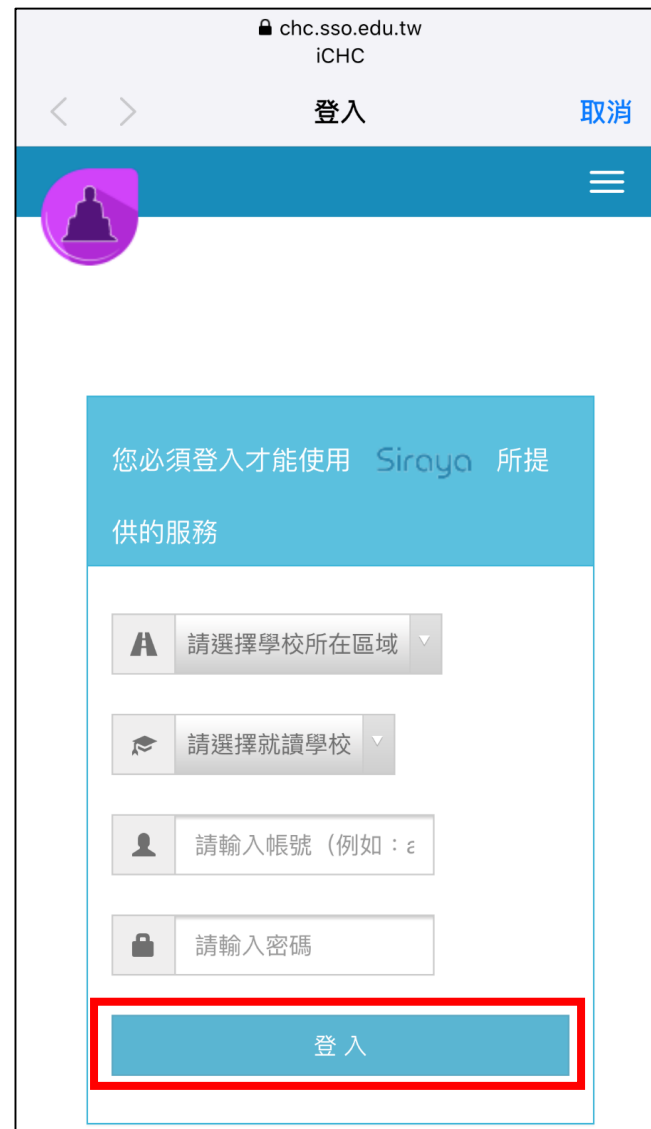 chc.sso.edu.tw
iCHC
登入 取消
您必須登入才能使用 Siraya 所提
供的服務
請選擇學校所在區域
請選擇就讀學校
請輸入帳號（例如：
請輸入密碼
登入